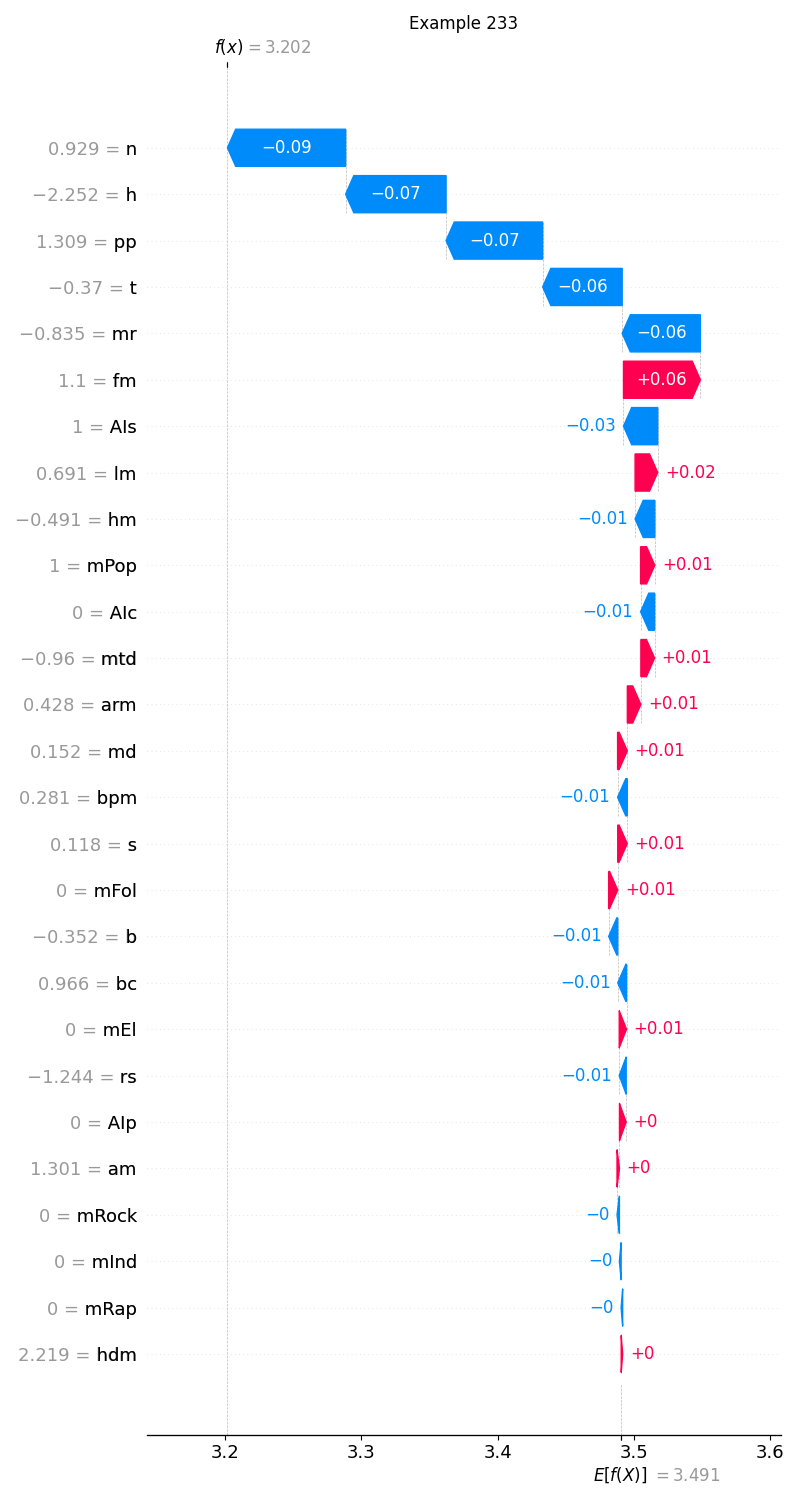 Example 233
f(x) = 3.202
0.929 = n −0.09
−2.252 = h −0.07
1.309 = pp −0.07
−0.37 = t −0.06
−0.835 = mr −0.06
1.1 = fm +0.06
1 = AIs −0.03
0.691 = lm +0.02
−0.491 = hm −0.01
1 = mPop +0.01
0 = AIc −0.01
−0.96 = mtd +0.01
0.428 = arm +0.01
0.152 = md +0.01
0.281 = bpm −0.01
0.118 = s +0.01
0 = mFol +0.01
−0.352 = b −0.01
0.966 = bc −0.01
0 = mEl +0.01
−1.244 = rs −0.01
0 = AIp +0
1.301 = am +0
0 = mRock −0
0 = mInd −0
0 = mRap −0
2.219 = hdm +0
3.2 3.3 3.4 3.5 3.6
E[f(X)] = 3.491